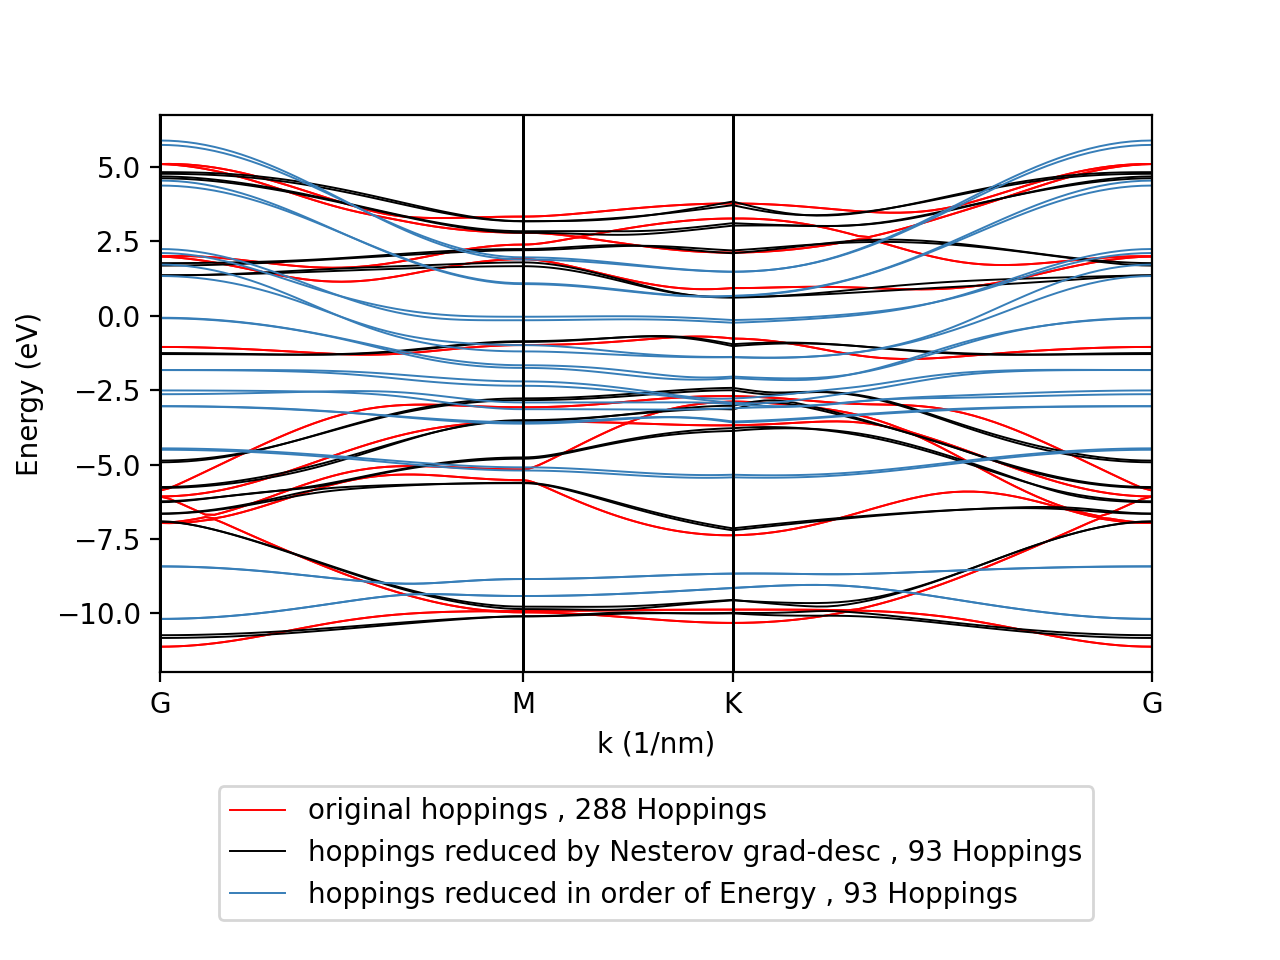 5.0
2.5
0.0
−2.5
−5.0
−7.5
−10.0
Energy (eV)
G M K G
k (1/nm)
original hoppings , 288 Hoppings
hoppings reduced by Nesterov grad-desc , 93 Hoppings
hoppings reduced in order of Energy , 93 Hoppings